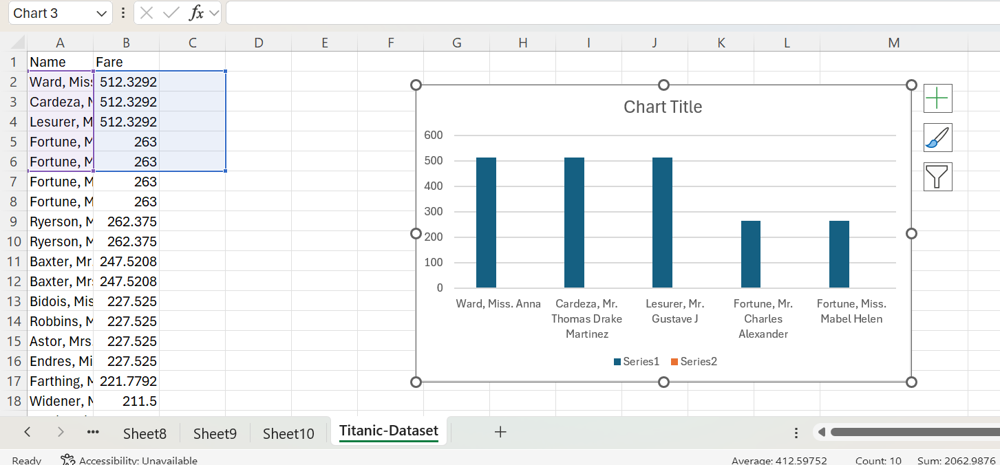 Chart 3 fx
A B C D E F G H I J K L M
1 Name Fare
2 Ward, Miss 512.3292
3 Cardeza, M 512.3292
4 Lesurer, M 512.3292
5 Fortune, M 263
6 Fortune, M 263
7 Fortune, M 263
8 Fortune, M 263
9 Ryerson, M 262.375
10 Ryerson, M 262.375
11 Baxter, Mr. 247.5208
12 Baxter, Mrs 247.5208
13 Bidois, Mis 227.525
14 Robbins, M 227.525
15 Astor, Mrs. 227.525
16 Endres, Mi 227.525
17 Farthing, M 221.7792
18 Widener, M 211.5
Chart Title
600
500
400
300
200
100
0
Ward, Miss. Anna
Cardeza, Mr.
Thomas Drake
Martinez
Lesurer, Mr.
Gustave J
Fortune, Mr.
Charles
Alexander
Fortune, Miss.
Mabel Helen
Series1 Series2
Sheet8 Sheet9 Sheet10 Titanic-Dataset
Ready Accessibility: Unavailable Average: 412.59752 Count: 10 Sum: 2062.9876